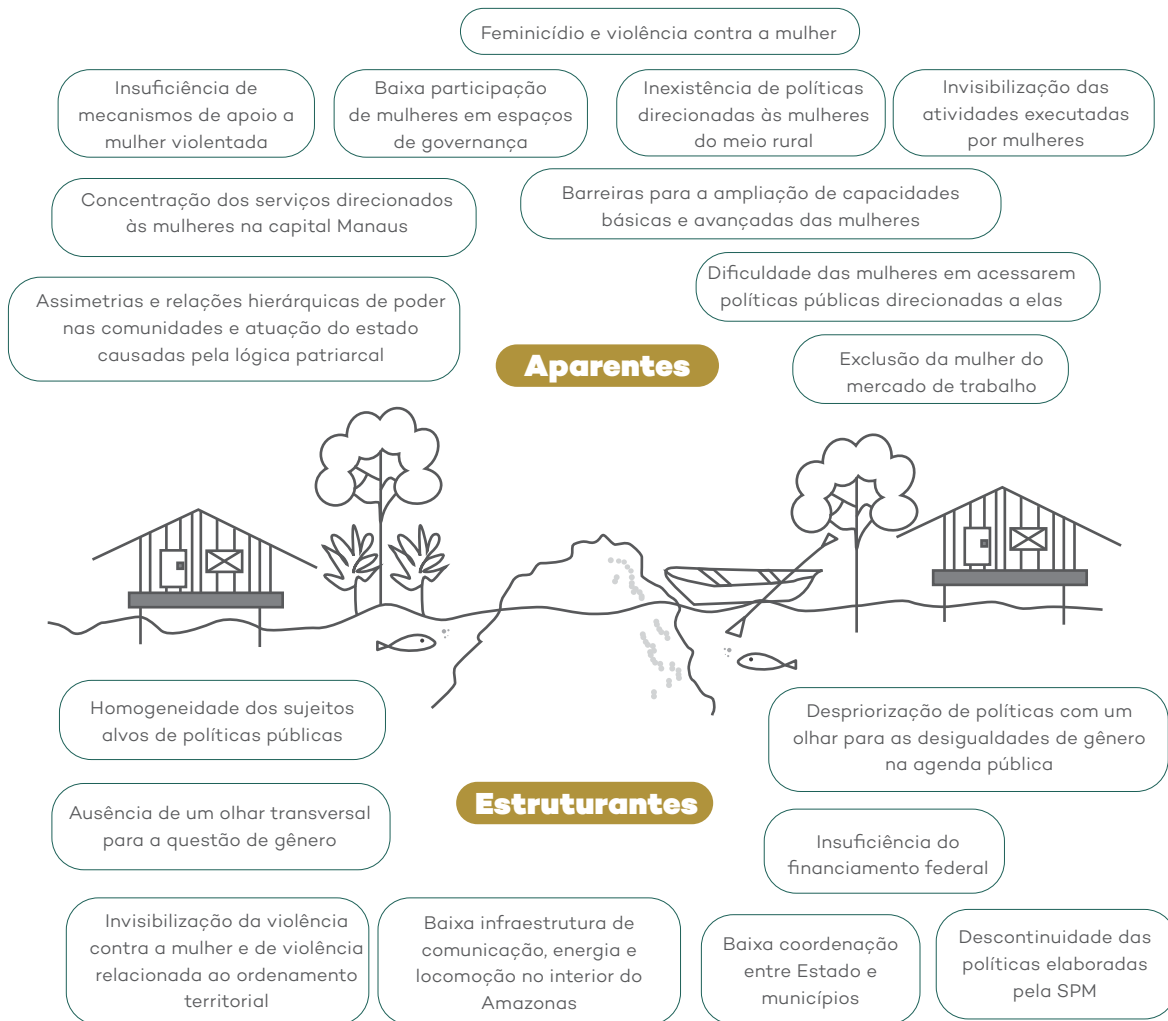 Feminicídio e violência contra a mulher
Insuficiência de
mecanismos de apoio a
mulher violentada
Baixa participação
de mulheres em espaços
de governança
Inexistência de políticas
direcionadas às mulheres
do meio rural
Invisibilização das
atividades executadas
por mulheres
Concentração dos serviços direcionados
às mulheres na capital Manaus
Barreiras para a ampliação de capacidades
básicas e avançadas das mulheres
Assimetrias e relações hierárquicas de poder
nas comunidades e atuação do estado
causadas pela lógica patriarcal
Dificuldade das mulheres em acessarem
políticas públicas direcionadas a elas
Aparentes
Exclusão da mulher do
mercado de trabalho
Homogeneidade dos sujeitos
alvos de políticas públicas
Despriorização de políticas com um
olhar para as desigualdades de gênero
na agenda pública
Estruturantes
Ausência de um olhar transversal
para a questão de gênero
Insuficiência do
financiamento federal
Invisibilização da violência
contra a mulher e de violência
relacionada ao ordenamento
territorial
Baixa infraestrutura de
comunicação, energia e
locomoção no interior do
Amazonas
Baixa coordenação
entre Estado e
municípios
Descontinuidade das
políticas elaboradas
pela SPM